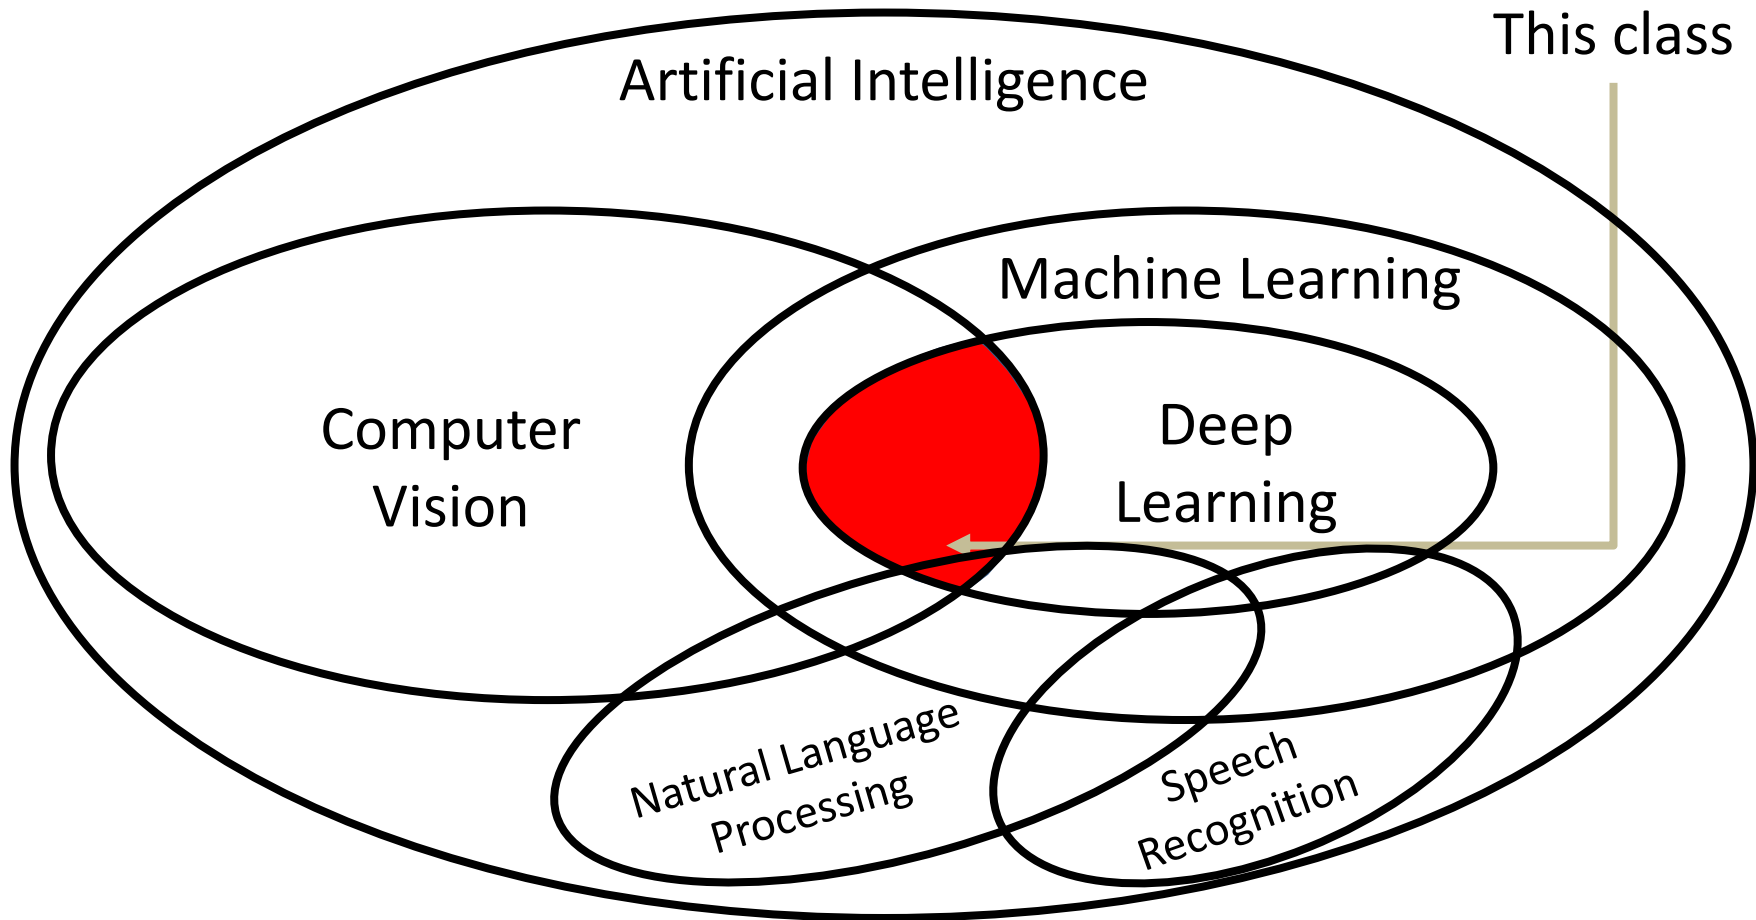 This class
Artificial Intelligence
Machine Learning
Computer
Vision
Deep
Learning
Natural Language
Processing
Speech
Recognition